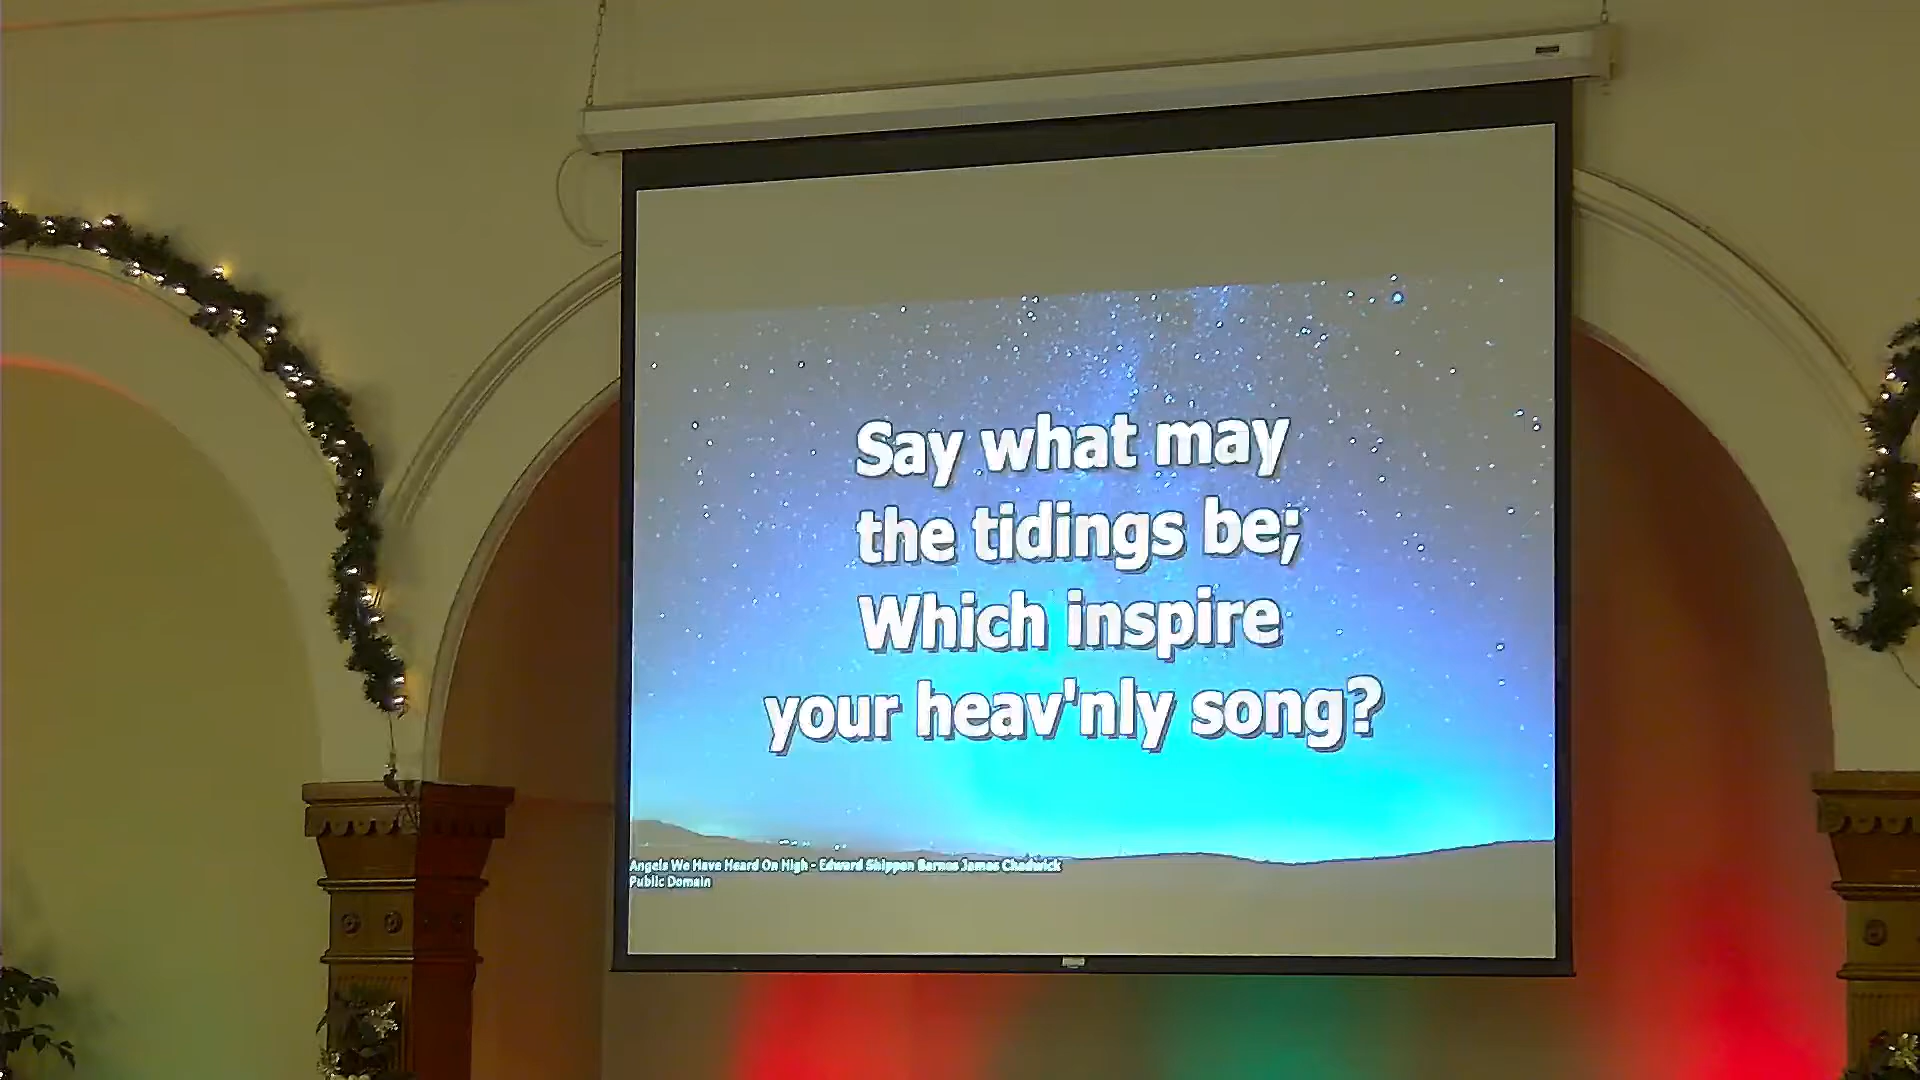 Say what may
the tidings be;
Which inspire
your heav'nly song?
Angels We Have Heard On High - Edward Shippen Barnes James Chadwick
Public Domain